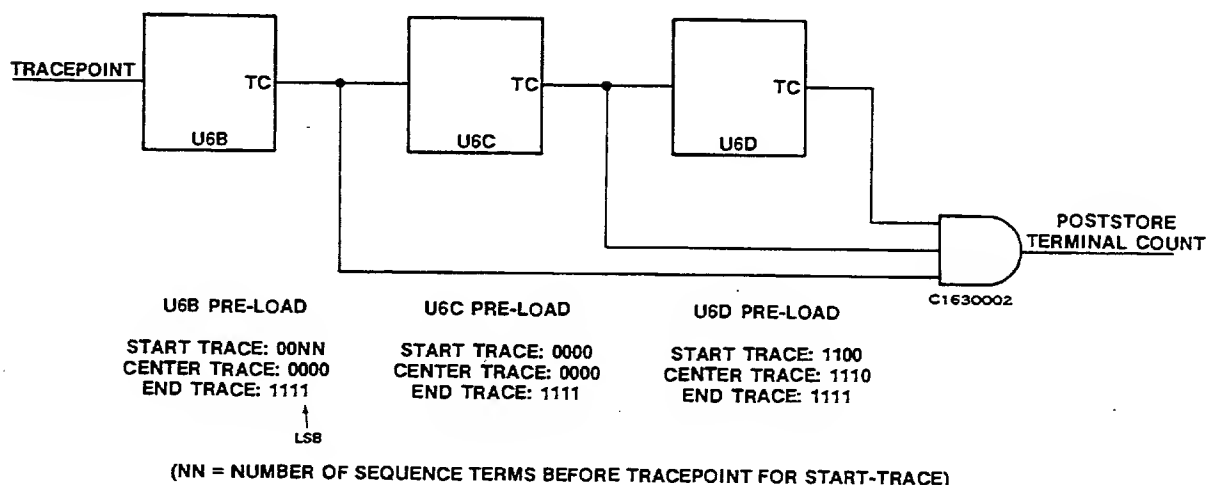 TRACEPOINT
TC
U6B
TC
U6C
TC
U6D
POSTSTORE
TERMINAL COUNT
C1630002
U6B PRE-LOAD
START TRACE: 00NN
CENTER TRACE: 0000
END TRACE: 1111
LSB
U6C PRE-LOAD
START TRACE: 0000
CENTER TRACE: 0000
END TRACE: 1111
U6D PRE-LOAD
START TRACE: 1100
CENTER TRACE: 1110
END TRACE: 1111
(NN = NUMBER OF SEQUENCE TERMS BEFORE TRACEPOINT FOR START-TRACE)